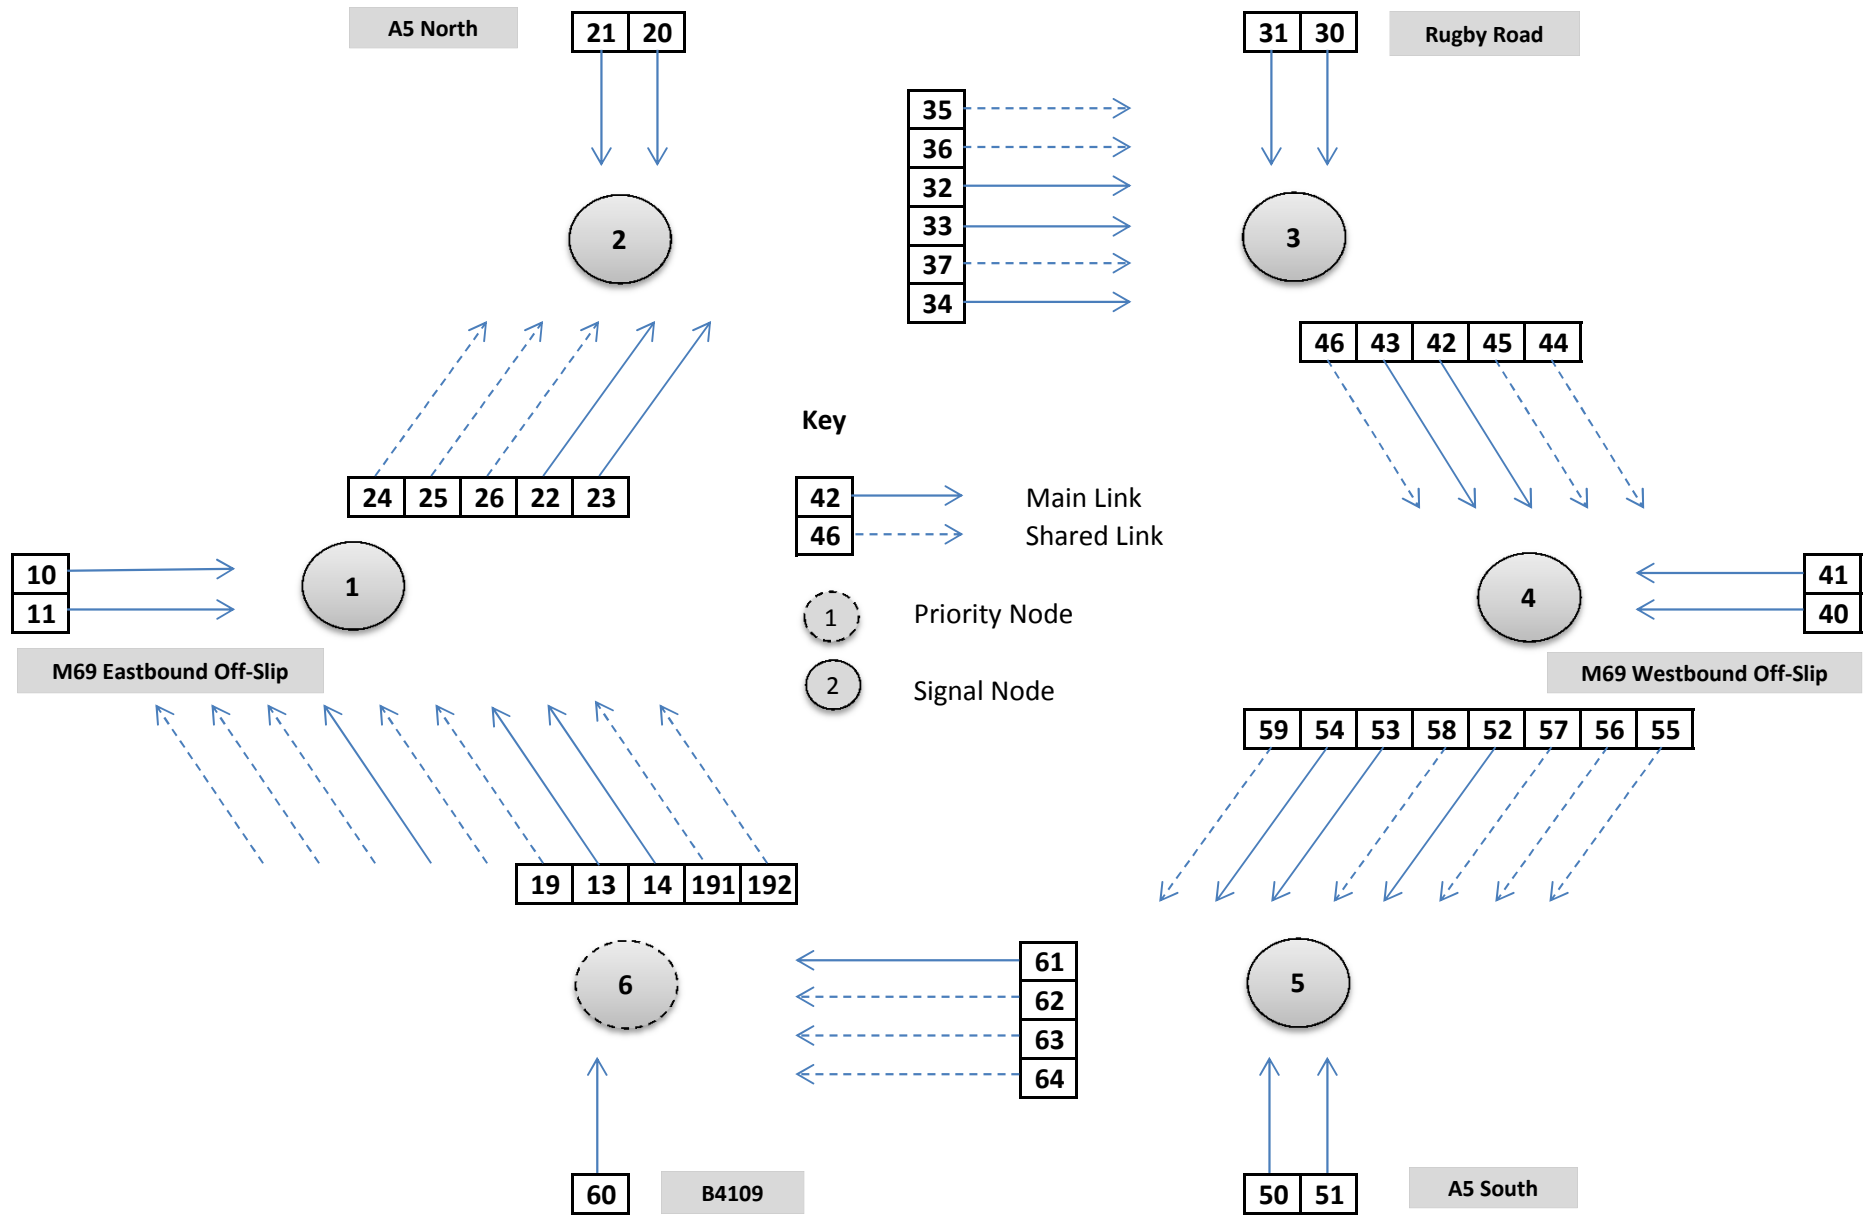 A5 North
21 20
31 30
Rugby Road
35
36
32
33
37
34
2
3
46 43 42 45 44
Key
24 25 26 22 23
42 Main Link
46 Shared Link
10
11
1
1 Priority Node
2 Signal Node
4
41
40
M69 Eastbound Off-Slip
M69 Westbound Off-Slip
59 54 53 58 52 57 56 55
19 13 14 191 192
6
61
62
63
64
5
60
B4109
50 51
A5 South